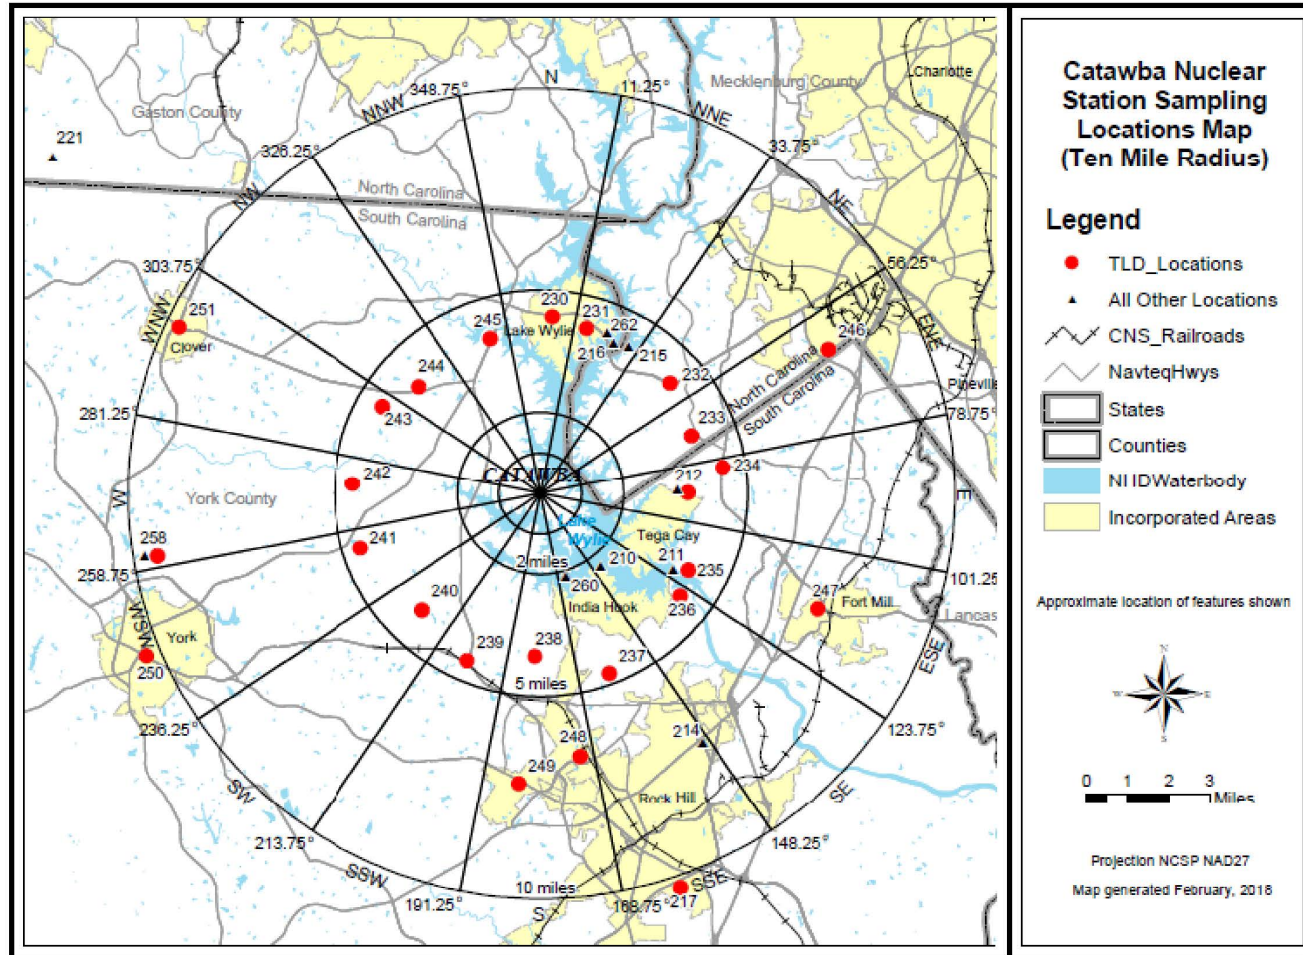 N
348.75°
11.25°
Mecklenburg County
Charlotte
NNW
NNE
Gaston County
221
326.25°
33.75°
NW
North Carolina
South Carolina
NE
303.75°
56.25°
WNW
251
Clover
230
231
245
Lake Wylie
262
216
215
246
ENE
244
232
North Carolina
South Carolina
Pineville
281.25°
243
233
78.75°
CATAWBA
242
212
234
W
York County
E
Lake
Wylie
Tega Cay
258
241
2 miles
210
211
235
258.75°
101.25
260
247
Fort Mill
240
India Hook
236
Lancas
WSW
York
239
238
237
ESE
250
5 miles
236.25°
248
214
123.75°
249
SW
Rock Hill
SE
213.75°
148.25°
SSW
10 miles
SSE
191.25°
S
168.75°
217
Catawba Nuclear
Station Sampling
Locations Map
(Ten Mile Radius)
Legend
TLD_Locations
All Other Locations
CNS_Railroads
NavteqHwys
States
Counties
NHDWaterbody
Incorporated Areas
Approximate location of features shown
N
W
E
S
0 1 2 3
Miles
Projection NCSP NAD27
Map generated February, 2018